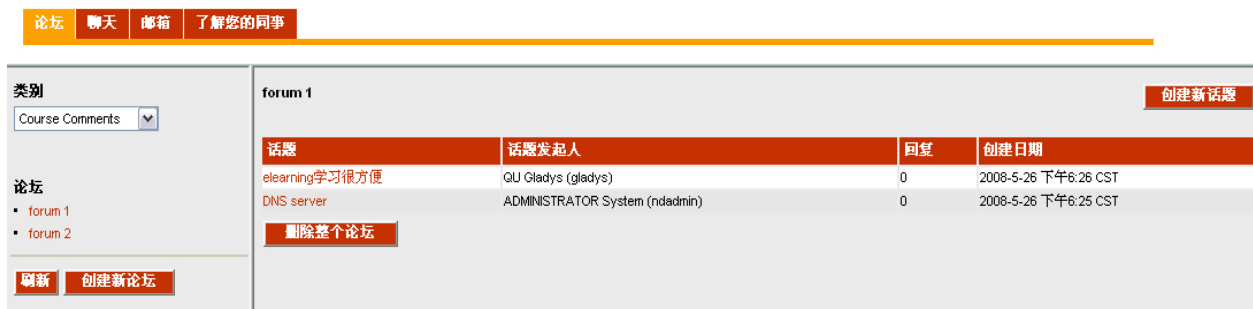 论坛 聊天 邮箱 了解您的同事
类别
Course Comments
论坛
forum 1
forum 2
刷新 创建新论坛
forum 1 创建新话题
话题 话题发起人 回复 创建日期
elearning学习很方便 QU Gladys (gladys) 0 2008-5-26 下午6:26 CST
DNS server ADMINISTRATOR System (ndadmin) 0 2008-5-26 下午6:25 CST
删除整个论坛